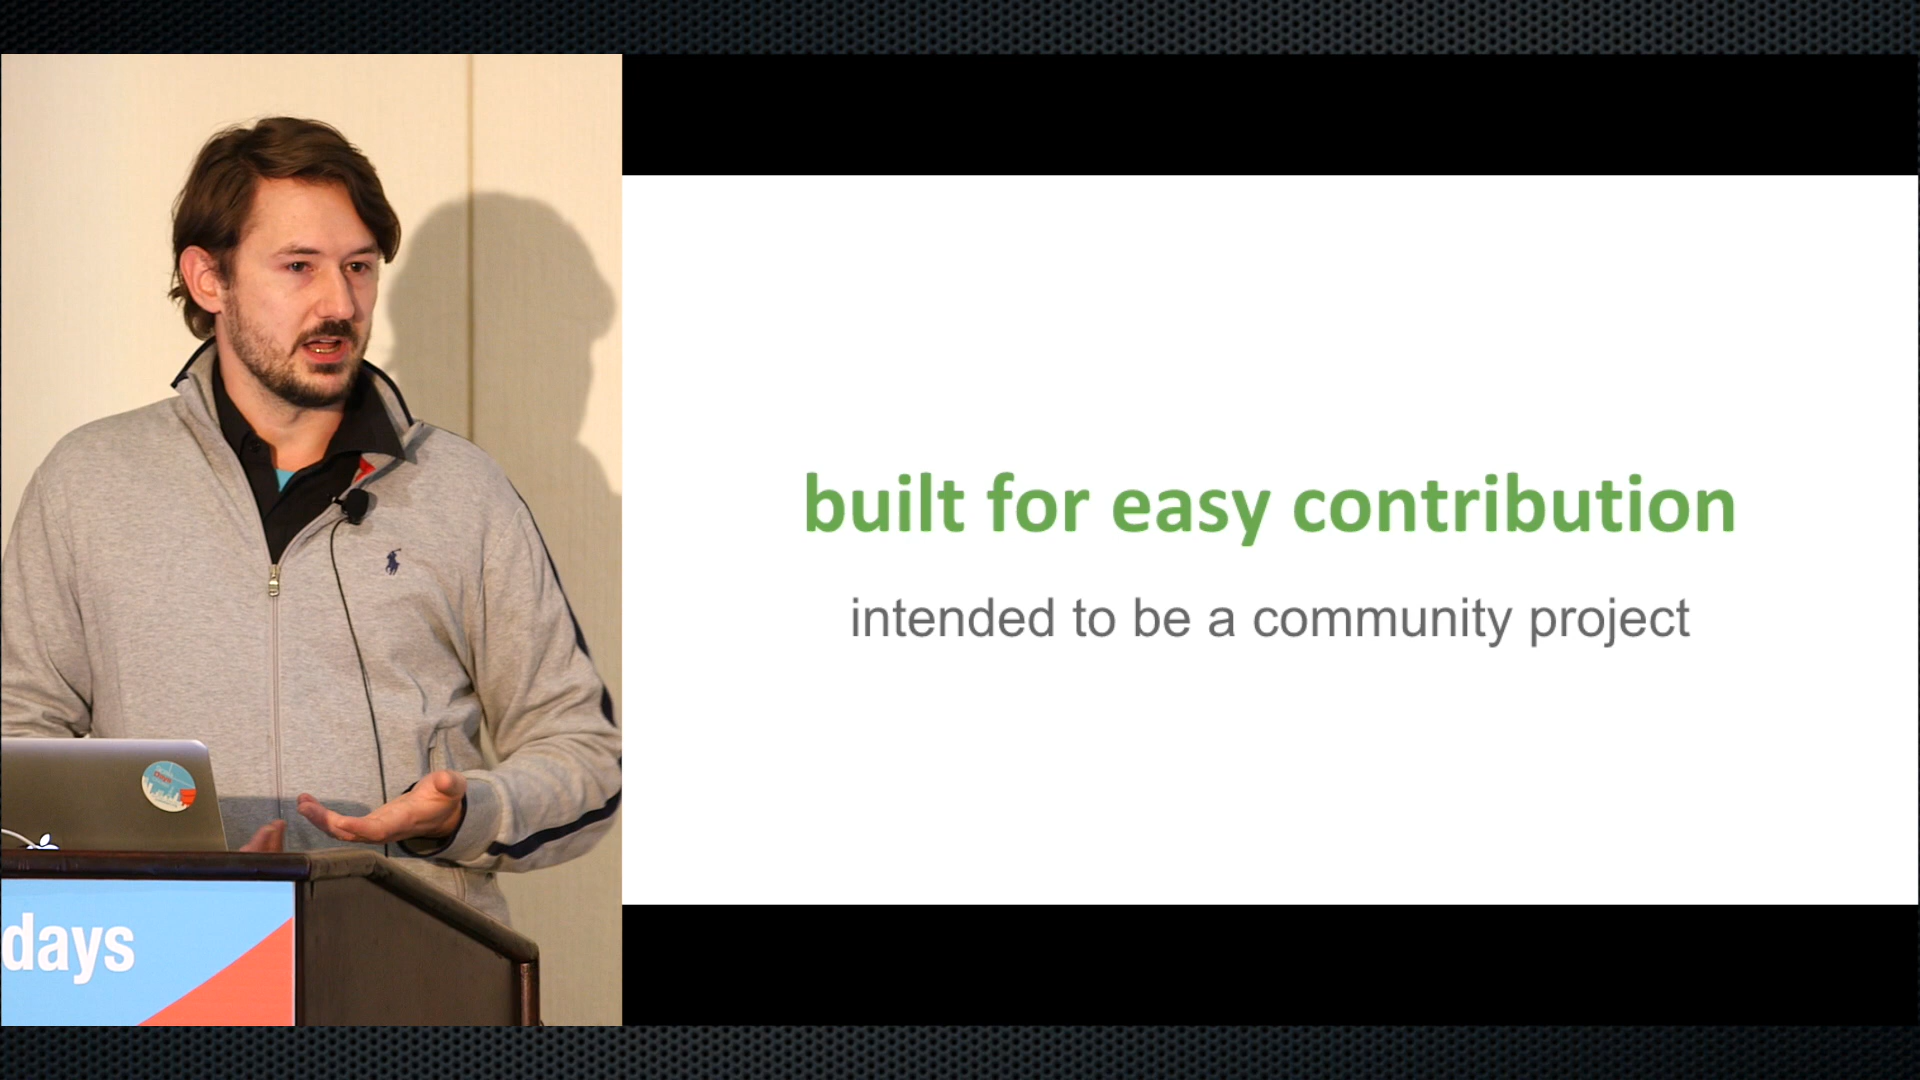 built for easy contribution
intended to be a community project
days